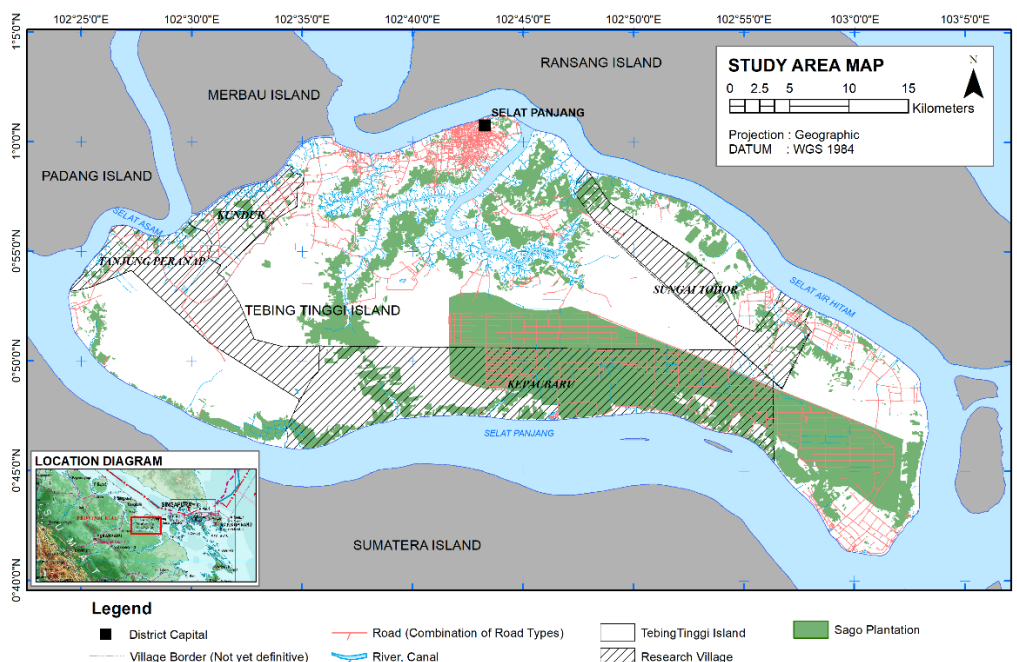 102°25'0"E 102°30'0"E 102°35'0"E 102°40'0"E 102°45'0"E 102°50'0"E 102°55'0"E 103°0'0"E 103°5'0"E
1°5'0"N
1°0'0"N
0°55'0"N
0°50'0"N
0°45'0"N
0°40'0"N
RANSANG ISLAND
MERBAU ISLAND
SELAT PANJANG
PADANG ISLAND
SELAT ASAM
KUNDUR
TANJUNG PERANAP
SUNGAI TOHOR
SELAT AIR HITAM
TEBING TINGGI ISLAND
KEPAUBARU
SELAT PANJANG
SUMATERA ISLAND
STUDY AREA MAP
N
0 2.5 5 10 15
Kilometers
Projection : Geographic
DATUM : WGS 1984
LOCATION DIAGRAM
Legend
District Capital
Road (Combination of Road Types)
TebingTinggi Island
Sago Plantation
Village Border (Not yet definitive)
River, Canal
Research Village